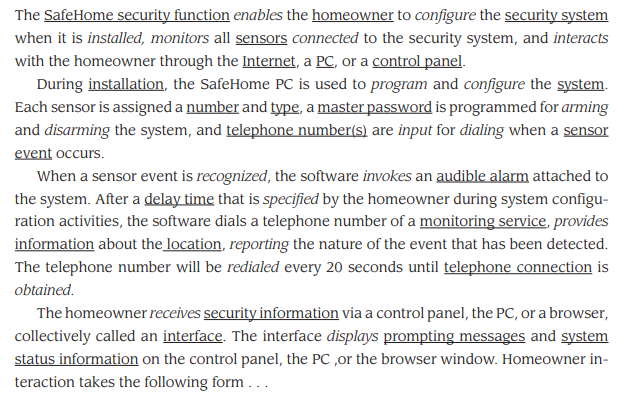 The SafeHome security function enables the homeowner to configure the security system
when it is installed, monitors all sensors connected to the security system, and interacts
with the homeowner through the Internet, a PC, or a control panel.
During installation, the SafeHome PC is used to program and configure the system.
Each sensor is assigned a number and type, a master password is programmed for arming
and disarming the system, and telephone number(s) are input for dialing when a sensor
event occurs.
When a sensor event is recognized, the software invokes an audible alarm attached to
the system. After a delay time that is specified by the homeowner during system configu-
ration activities, the software dials a telephone number of a monitoring service, provides
information about the location, reporting the nature of the event that has been detected.
The telephone number will be redialed every 20 seconds until telephone connection is
obtained.
The homeowner receives security information via a control panel, the PC, or a browser,
collectively called an interface. The interface displays prompting messages and system
status information on the control panel, the PC ,or the browser window. Homeowner in-
teraction takes the following form . . .